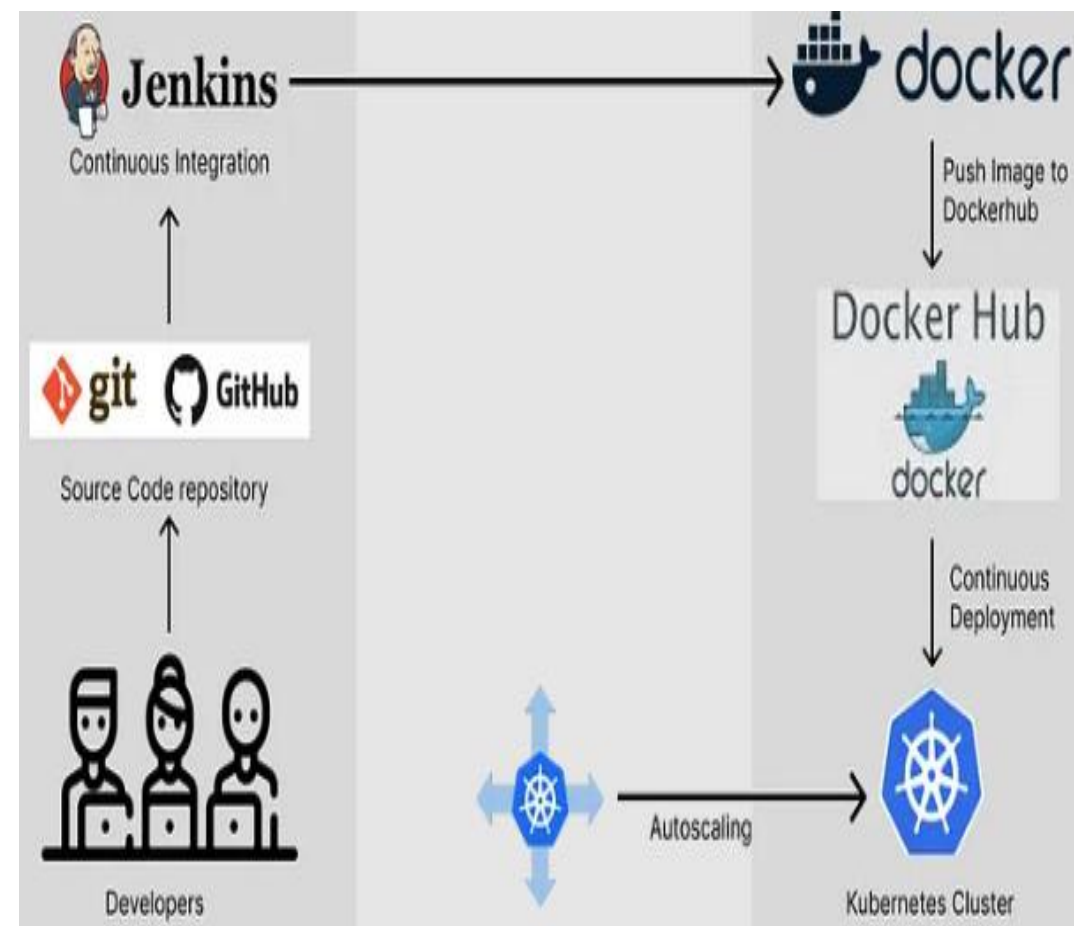 Jenkins
Continuous Integration
git GitHub
Source Code repository
Developers
docker
Push Image to
Dockerhub
Docker Hub
docker
Continuous
Deployment
Autoscaling
Kubernetes Cluster